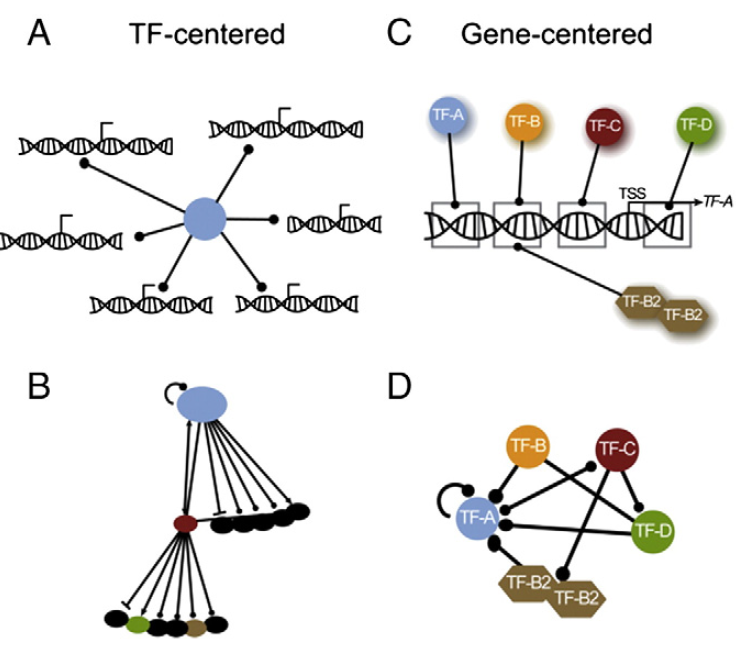 A TF-centered
C Gene-centered
TF-A
TF-B
TF-C
TF-D
TSS
TF-A
TF-B2
TF-B2
B
D
TF-B
TF-C
TF-A
TF-D
TF-B2
TF-B2